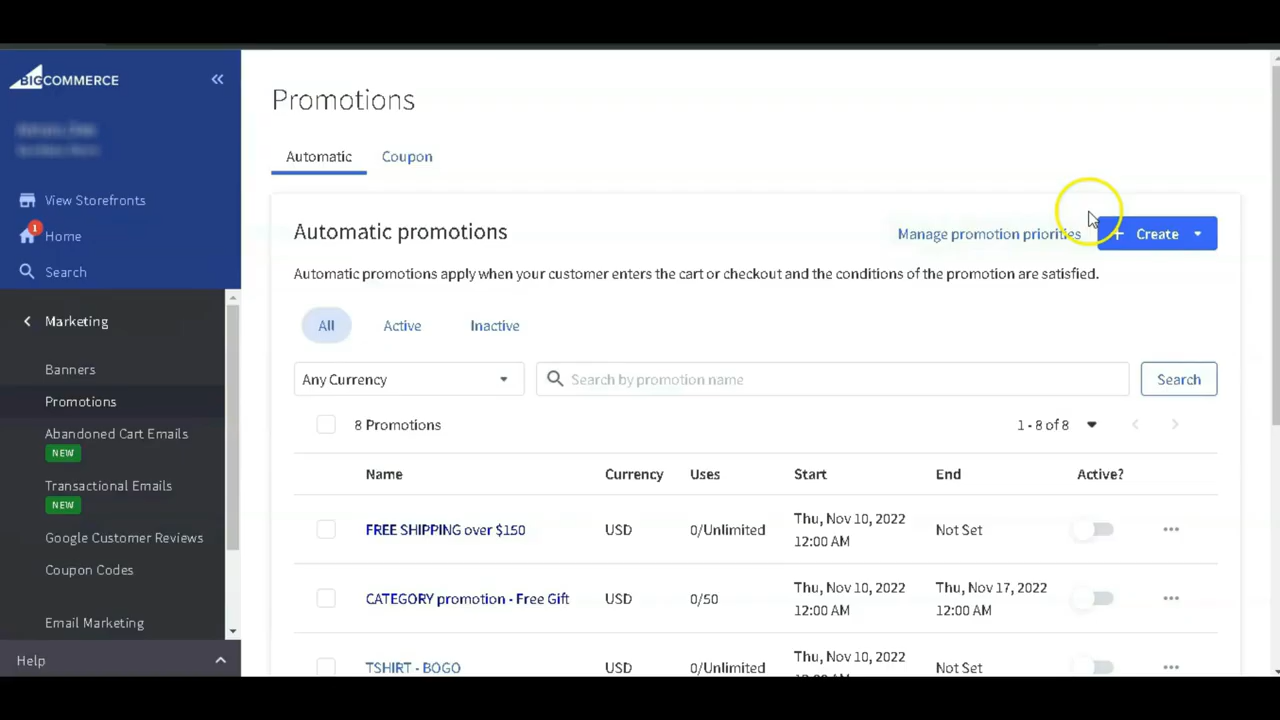 BIGCOMMERCE
View Storefronts
1
Home
Search
Marketing
Banners
Promotions
Abandoned Cart Emails
NEW
Transactional Emails
NEW
Google Customer Reviews
Coupon Codes
Email Marketing
Help
Promotions
Automatic Coupon
Automatic promotions
Manage promotion priorities
+ Create
Automatic promotions apply when your customer enters the cart or checkout and the conditions of the promotion are satisfied.
All Active Inactive
Any Currency
Search by promotion name
Search
8 Promotions
1 - 8 of 8
Name Currency Uses Start End Active?
FREE SHIPPING over $150 USD 0/Unlimited Thu, Nov 10, 2022 12:00 AM Not Set
CATEGORY promotion - Free Gift USD 0/50 Thu, Nov 10, 2022 12:00 AM Thu, Nov 17, 2022 12:00 AM
TSHIRT - BOGO USD 0/Unlimited Thu, Nov 10, 2022 Not Set